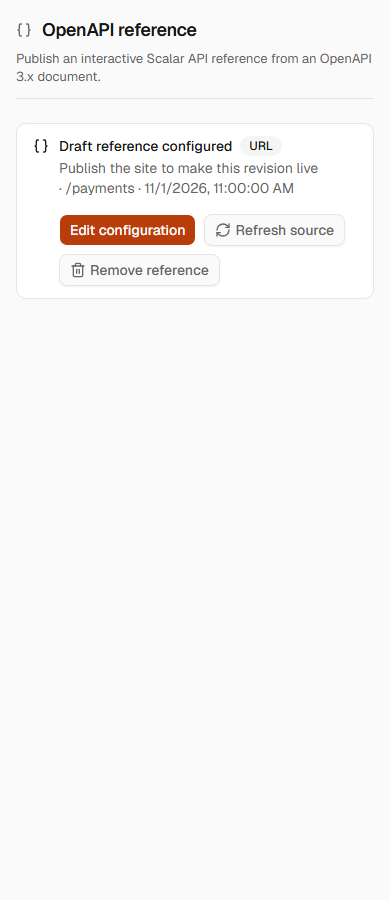 OpenAPI reference
Publish an interactive Scalar API reference from an OpenAPI
3.x document.
Draft reference configured URL
Publish the site to make this revision live
· /payments · 11/1/2026, 11:00:00 AM
Edit configuration Refresh source
Remove reference